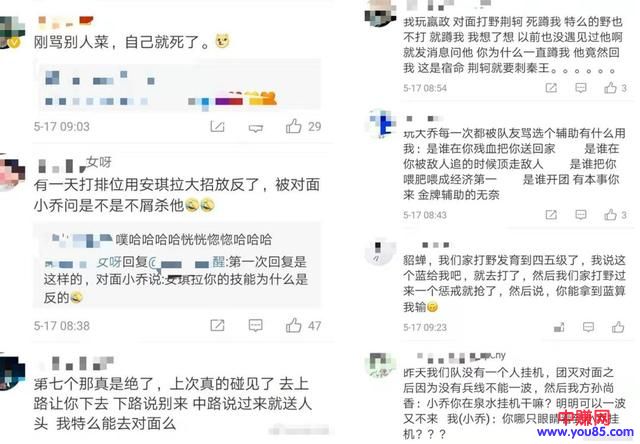 刚骂别人菜，自己就死了。
5-17 09:03
29
女呀
有一天打排位用安琪拉大招放反了，被对面
小乔问是不是不屑杀他
噗哈哈哈哈恍恍惚惚哈哈哈
女呀回复@
醒:第一次回复是
这样的，对面小乔说:安琪拉你的技能为什么是
反的
5-17 08:38
47
第七个那真是绝了，上次真的碰见了 去上
路让你下去 下路说别来 中路说过来就送人
头 我特么能去对面么
我玩嬴政 对面打野荆轲 死蹲我 特么的野也
不打 就蹲我 我想了想 以前也没遇见过他啊
就发消息问他 你为什么一直蹲我 他竟然回
我 这是宿命 荆轲就要刺秦王。。。。。。
5-17 08:54
3
玩大乔每一次都被队友骂选个辅助有什么用
我：是谁在你残血把你送回家 是谁在
你被敌人追的时候顶走敌人 是谁把你
喂肥喂成经济第一 是谁开团 有本事你
来 金牌辅助的无奈
5-17 08:43
2
貂蝉，我们家打野发育到四五级了，我说这
个蓝给我吧，就去打了，然后我们家打野过
来一个惩戒就抢了，然后说，你能拿到蓝算
我输
5-17 09:23
chy
昨天我们队没有一个人挂机，团灭对面之
后因为没有兵线不能一波，然后我方孙尚
香：小乔你在泉水挂机干嘛？明明可以一波
又不来 我(小乔)：你哪只眼睛
机？？？
中赚网
www.you85.com